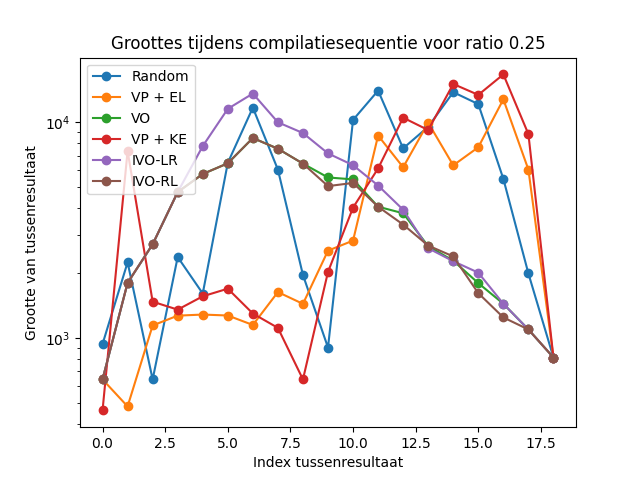 Groottes tijdens compilatiesequentie voor ratio 0.25
Random
VP + EL
VO
VP + KE
IVO-LR
IVO-RL
10⁴
10³
Grootte van tussenresultaat
0.0 2.5 5.0 7.5 10.0 12.5 15.0 17.5
Index tussenresultaat